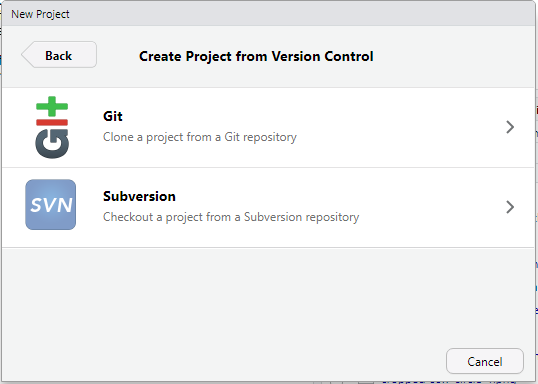 New Project
Back
Create Project from Version Control
git
Git
Clone a project from a Git repository
SVN
Subversion
Checkout a project from a Subversion repository
Cancel